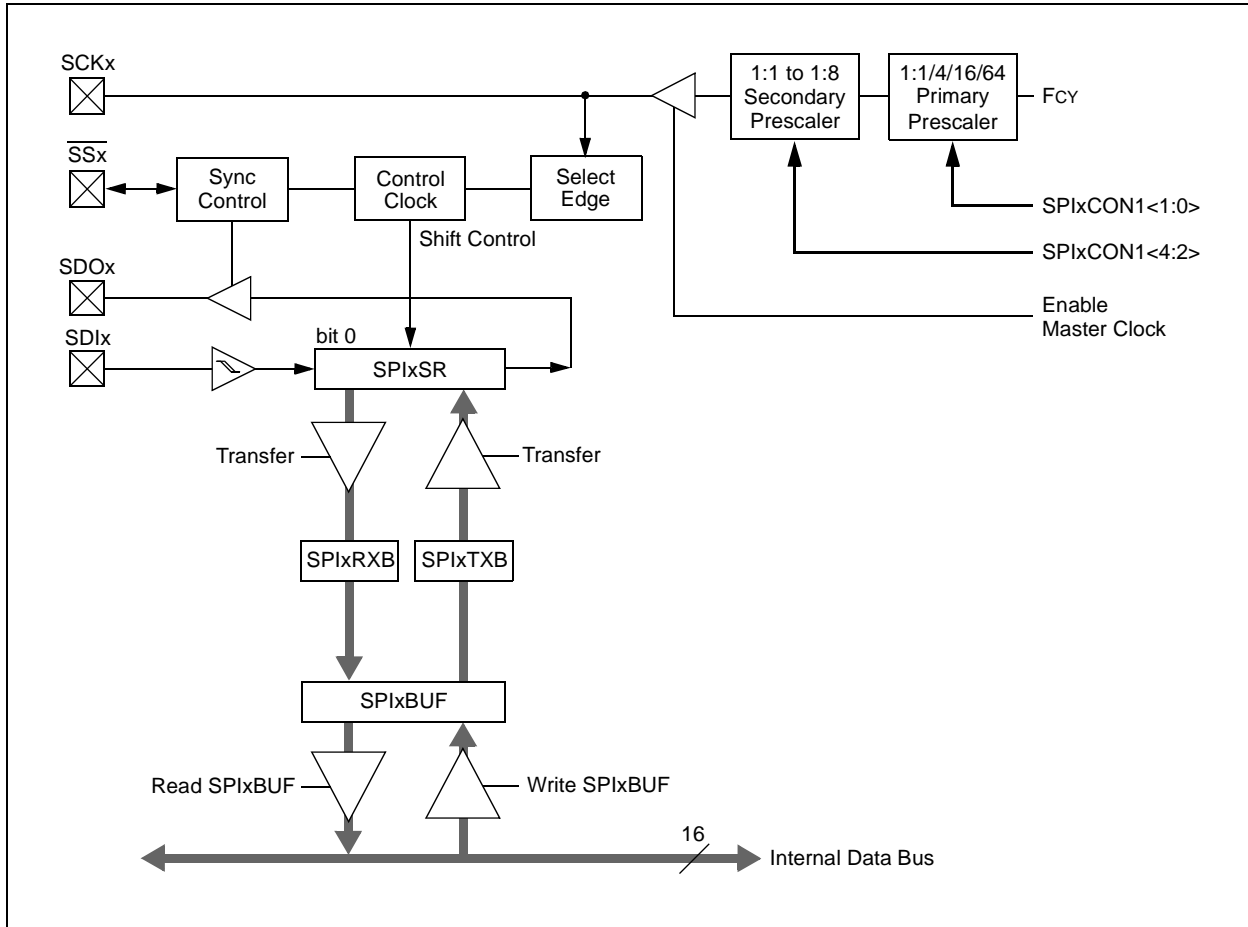 SCKx
1:1 to 1:8
Secondary
Prescaler
1:1/4/16/64
Primary
Prescaler
FCY
SSx
Sync
Control
Control
Clock
Select
Edge
Shift Control
SPIxCON1<1:0>
SPIxCON1<4:2>
SDOx
Enable
Master Clock
SDIx
bit 0
SPIxSR
Transfer
Transfer
SPIxRXB
SPIxTXB
SPIxBUF
Read SPIxBUF
Write SPIxBUF
16
Internal Data Bus